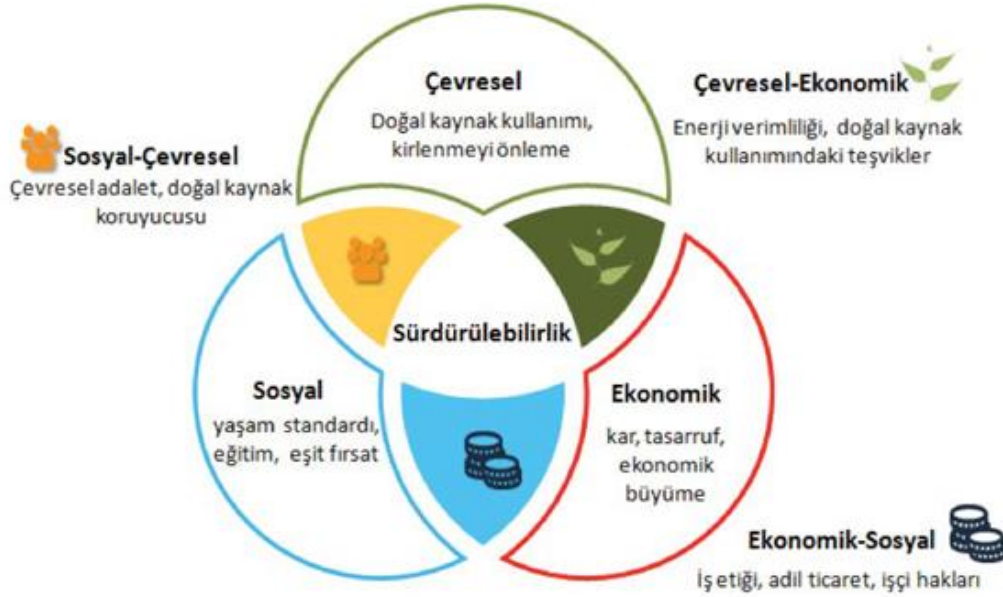 Çevresel
Doğal kaynak kullanımı,
kirlenmeyi önleme
Çevresel-Ekonomik
Enerji verimliliği, doğal kaynak
kullanımındaki teşvikler
Sosyal-Çevresel
Çevresel adalet, doğal kaynak
koruyucusu
Sürdürülebilirlik
Sosyal
yaşam standardı,
eğitim, eşit fırsat
Ekonomik
kar, tasarruf,
ekonomik
büyüme
Ekonomik-Sosyal
İş etiği, adil ticaret, işçi hakları